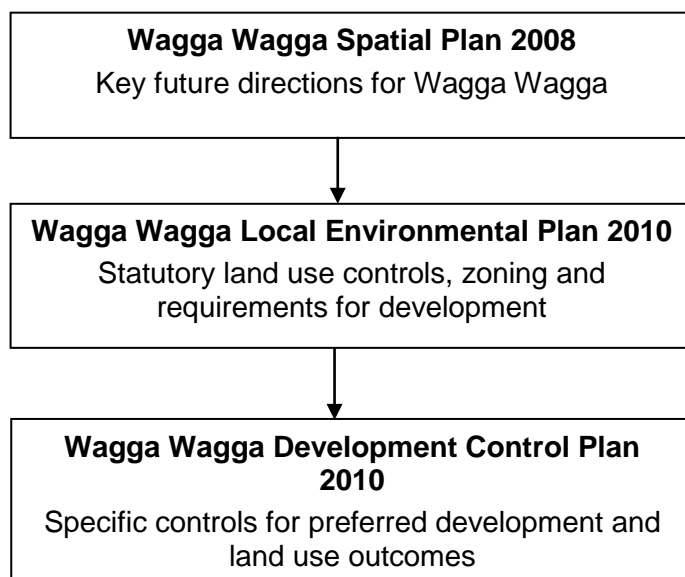 Wagga Wagga Spatial Plan 2008
Key future directions for Wagga Wagga
Wagga Wagga Local Environmental Plan 2010
Statutory land use controls, zoning and
requirements for development
Wagga Wagga Development Control Plan
2010
Specific controls for preferred development and
land use outcomes